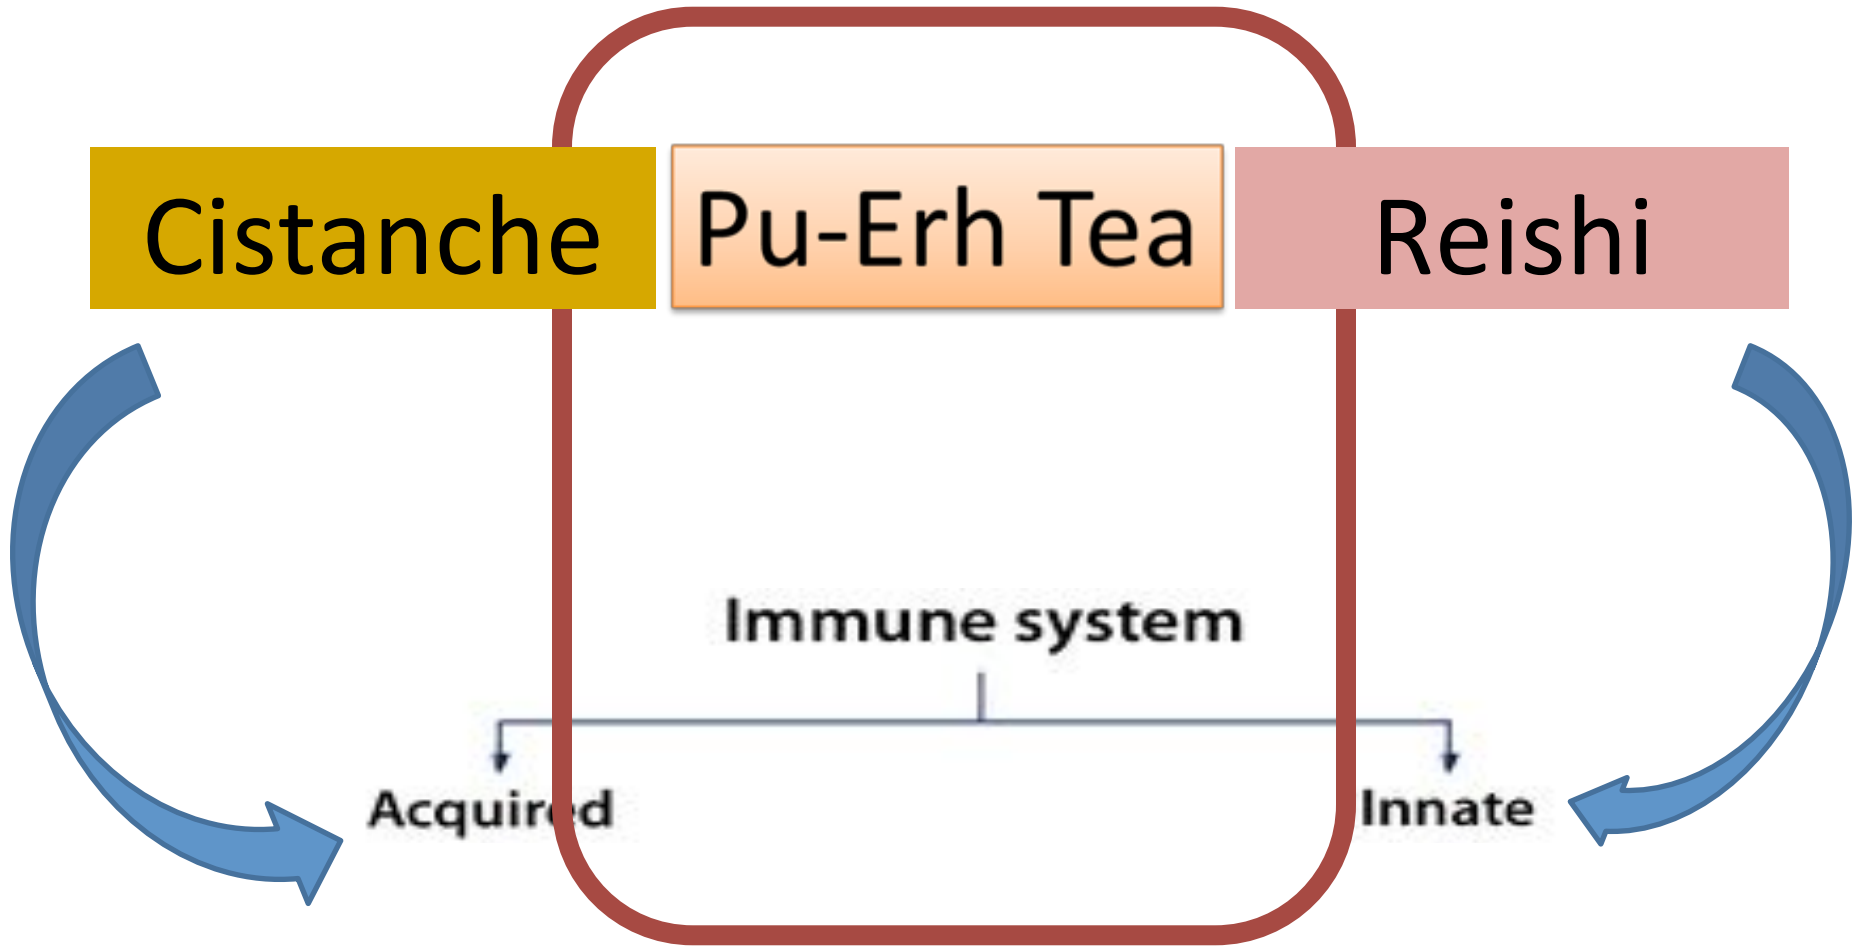 Cistanche
Pu-Erh Tea
Reishi
Immune system
Acquired
Innate